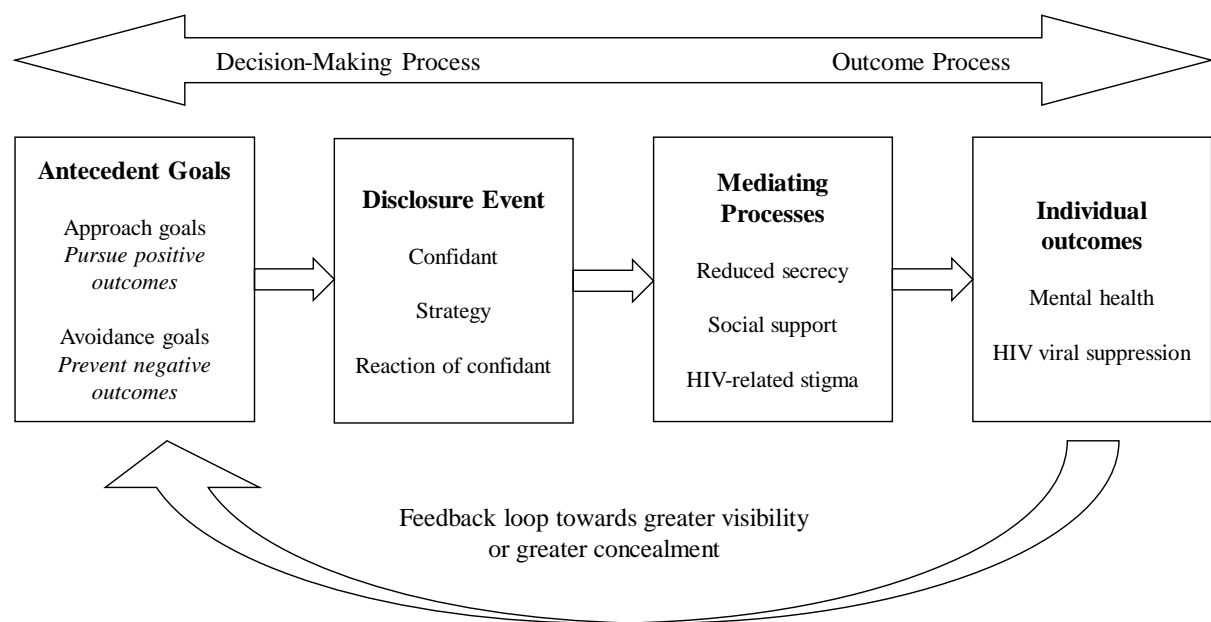 Decision-Making Process
Outcome Process
Antecedent Goals
Approach goals
Pursue positive
outcomes
Avoidance goals
Prevent negative
outcomes
Disclosure Event
Confidant
Strategy
Reaction of confidant
Mediating
Processes
Reduced secrecy
Social support
HIV-related stigma
Individual
outcomes
Mental health
HIV viral suppression
Feedback loop towards greater visibility
or greater concealment